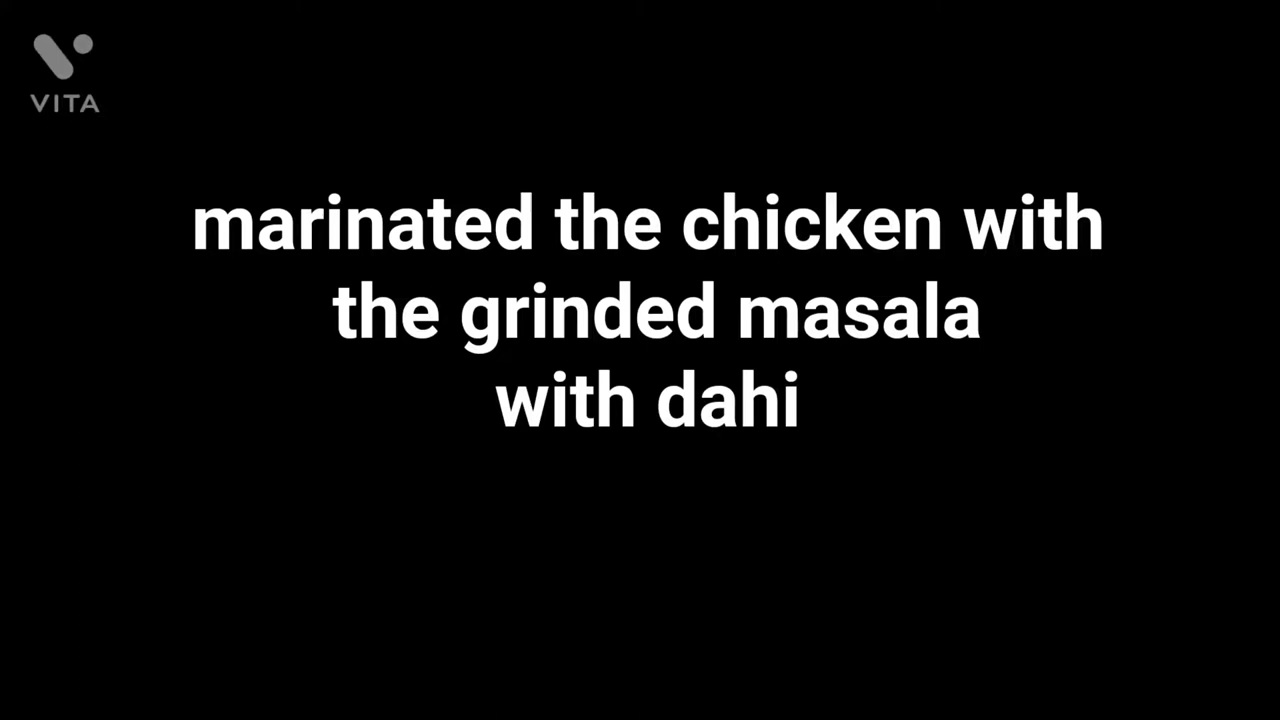 VITA
marinated the chicken with
the grinded masala
with dahi